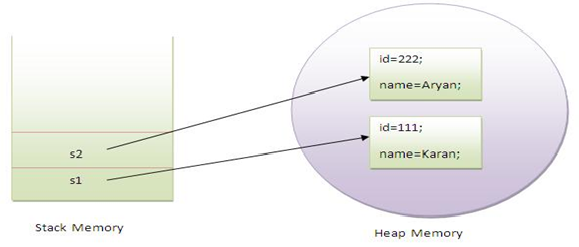 id=222;
name=Aryan;
id=111;
name=Karan;
s2
s1
Stack Memory
Heap Memory